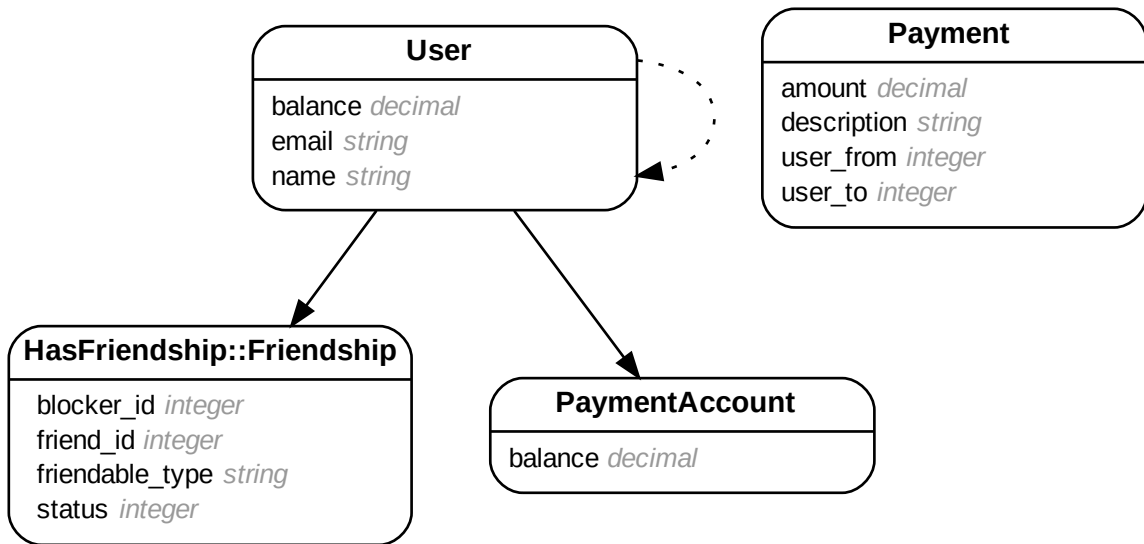 User
balance decimal
email string
name string
Payment
amount decimal
description string
user_from integer
user_to integer
HasFriendship::Friendship
blocker_id integer
friend_id integer
friendable_type string
status integer
PaymentAccount
balance decimal